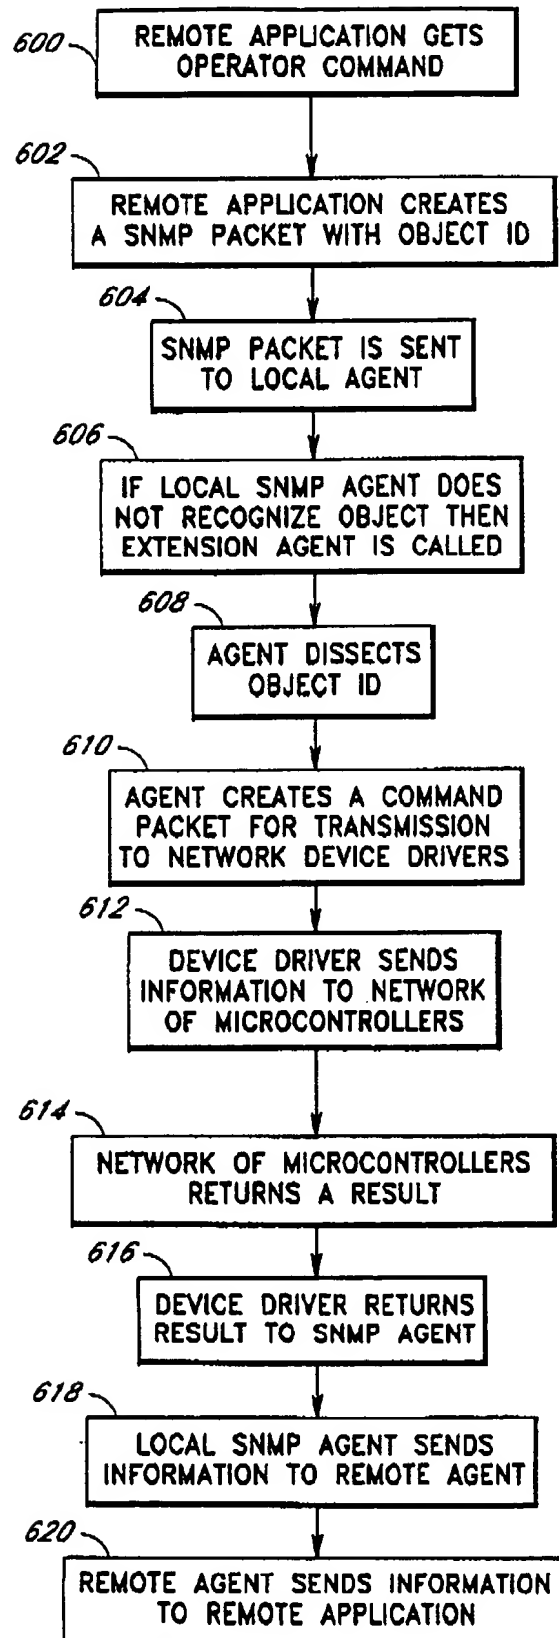 600
REMOTE APPLICATION GETS
OPERATOR COMMAND
602
REMOTE APPLICATION CREATES
A SNMP PACKET WITH OBJECT ID
604
SNMP PACKET IS SENT
TO LOCAL AGENT
606
IF LOCAL SNMP AGENT DOES
NOT RECOGNIZE OBJECT THEN
EXTENSION AGENT IS CALLED
608
AGENT DISSECTS
OBJECT ID
610
AGENT CREATES A COMMAND
PACKET FOR TRANSMISSION
TO NETWORK DEVICE DRIVERS
612
DEVICE DRIVER SENDS
INFORMATION TO NETWORK
OF MICROCONTROLLERS
614
NETWORK OF MICROCONTROLLERS
RETURNS A RESULT
616
DEVICE DRIVER RETURNS
RESULT TO SNMP AGENT
618
LOCAL SNMP AGENT SENDS
INFORMATION TO REMOTE AGENT
620
REMOTE AGENT SENDS INFORMATION
TO REMOTE APPLICATION